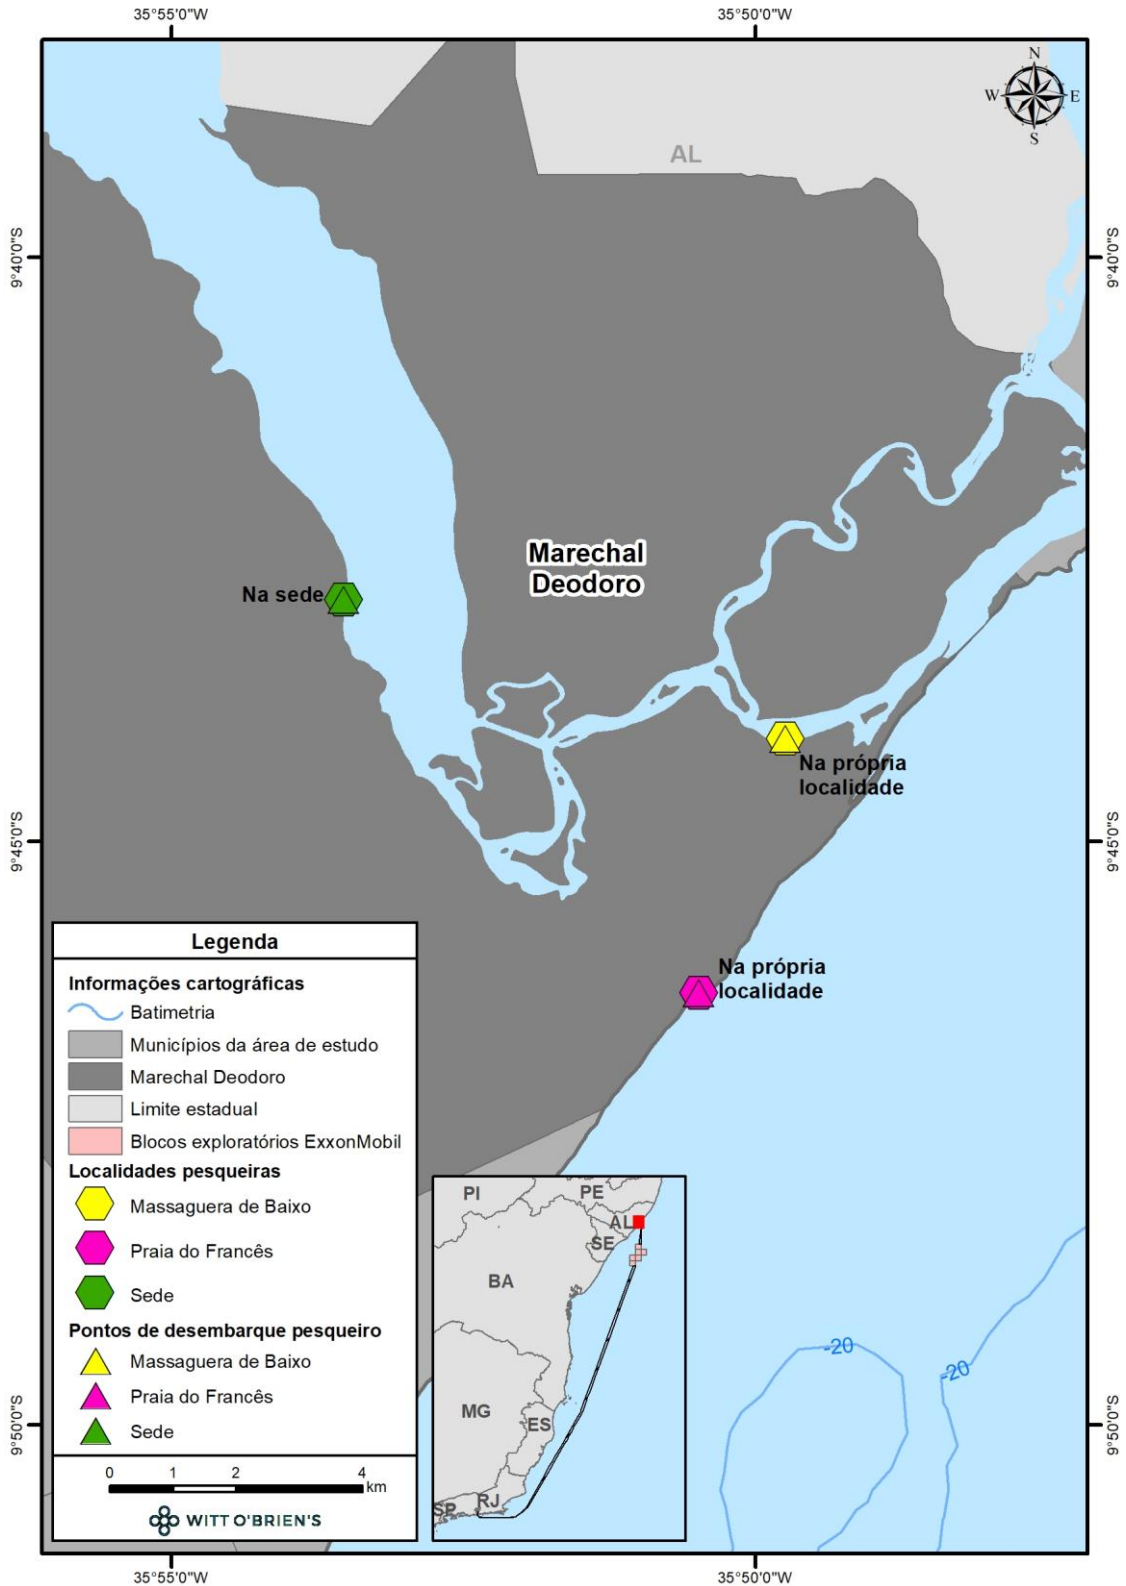 35°55'0"W
35°50'0"W
N
W
E
S
AL
9°40'0"S
9°40'0"S
Marechal
Deodoro
Na sede
Na própria
localidade
9°45'0"S
9°45'0"S
Na própria
localidade
Legenda
Informações cartográficas
Batimetria
Municípios da área de estudo
Marechal Deodoro
Limite estadual
Blocos exploratórios ExxonMobil
Localidades pesqueiras
Massaguera de Baixo
Praia do Francês
Sede
Pontos de desembarque pesqueiro
Massaguera de Baixo
Praia do Francês
Sede
0 1 2 4
km
WITT O'BRIEN'S
PI
PE
AL
SE
BA
MG
ES
RJ
SP
-20
-20
9°50'0"S
9°50'0"S
35°55'0"W
35°50'0"W